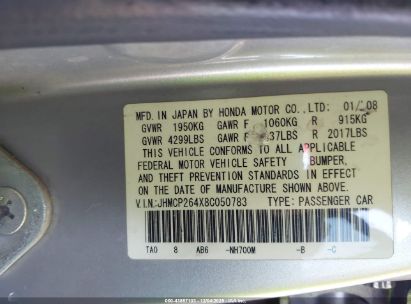 MFD. IN JAPAN BY HONDA MOTOR CO., LTD: 01/08
GVWR 1950KG GAWR F 1060KG R 915KG
GVWR 4299LBS GAWR F 37LBS R 2017LBS
THIS VEHICLE CONFORMS TO ALL APPLICABLE
FEDERAL MOTOR VEHICLE SAFETY BUMPER,
AND THEFT PREVENTION STANDARDS IN EFFECT
ON THE DATE OF MANUFACTURE SHOWN ABOVE.
V.I.N.:JHMCP264X8C050783 TYPE: PASSENGER CAR
TA0 8 AB6 -NH700M -B -C